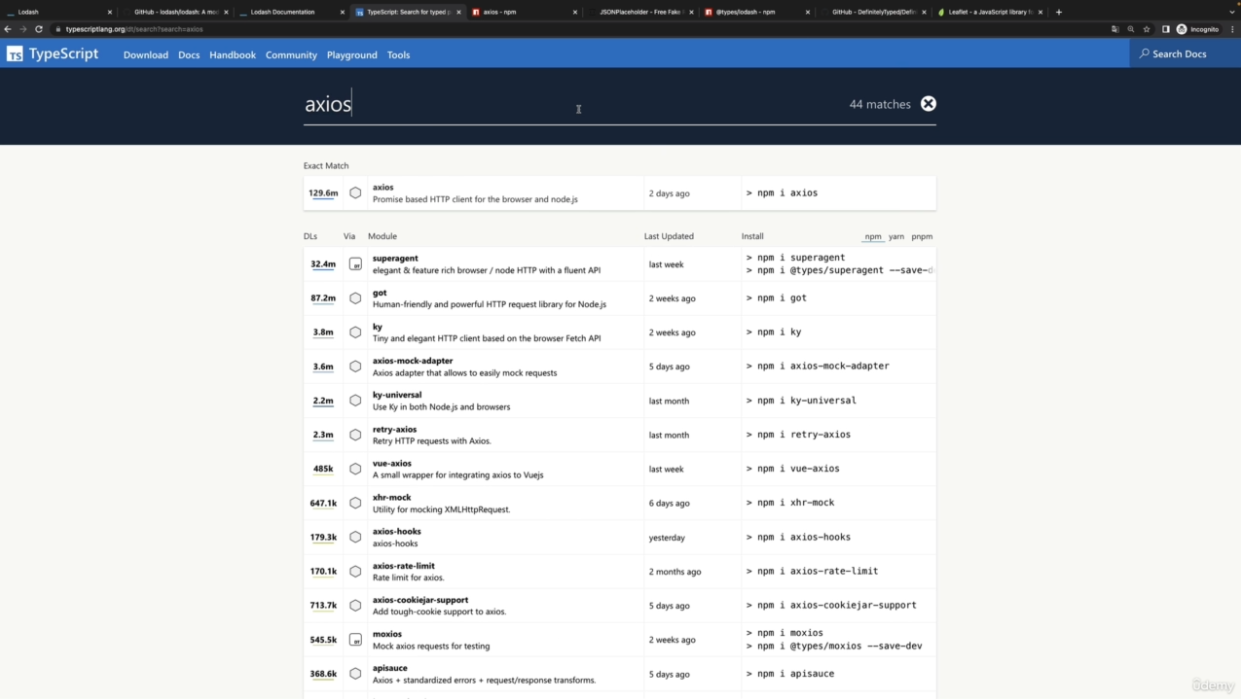 Lodash
GitHub - lodash/lodash: A mo
Lodash Documentation
TypeScript: Search for typed p
axios - npm
JSONPlaceholder - Free Fake
@types/lodash - npm
GitHub - DefinitelyTyped/Defin
Leaflet - a JavaScript library f
typescriptlang.org/dt/search?search=axios
Incognito
TS TypeScript
Download Docs Handbook Community Playground Tools
Search Docs
axios
44 matches
Exact Match
129.6m
axios
Promise based HTTP client for the browser and node.js
2 days ago
> npm i axios
DLs Via Module Last Updated Install npm yarn pnpm
32.4m
DT
superagent
elegant & feature rich browser / node HTTP with a fluent API
last week
> npm i superagent
> npm i @types/superagent --save-d
87.2m
got
Human-friendly and powerful HTTP request library for Node.js
2 weeks ago
> npm i got
3.8m
ky
Tiny and elegant HTTP client based on the browser Fetch API
2 weeks ago
> npm i ky
3.6m
axios-mock-adapter
Axios adapter that allows to easily mock requests
5 days ago
> npm i axios-mock-adapter
2.2m
ky-universal
Use Ky in both Node.js and browsers
last month
> npm i ky-universal
2.3m
retry-axios
Retry HTTP requests with Axios.
last month
> npm i retry-axios
485k
vue-axios
A small wrapper for integrating axios to Vuejs
last week
> npm i vue-axios
647.1k
xhr-mock
Utility for mocking XMLHttpRequest.
6 days ago
> npm i xhr-mock
179.3k
axios-hooks
axios-hooks
yesterday
> npm i axios-hooks
170.1k
axios-rate-limit
Rate limit for axios.
2 months ago
> npm i axios-rate-limit
713.7k
axios-cookiejar-support
Add tough-cookie support to axios.
5 days ago
> npm i axios-cookiejar-support
545.5k
DT
moxios
Mock axios requests for testing
2 weeks ago
> npm i moxios
> npm i @types/moxios --save-dev
368.6k
apisauce
Axios + standardized errors + request/response transforms.
5 days ago
> npm i apisauce
ûdemy